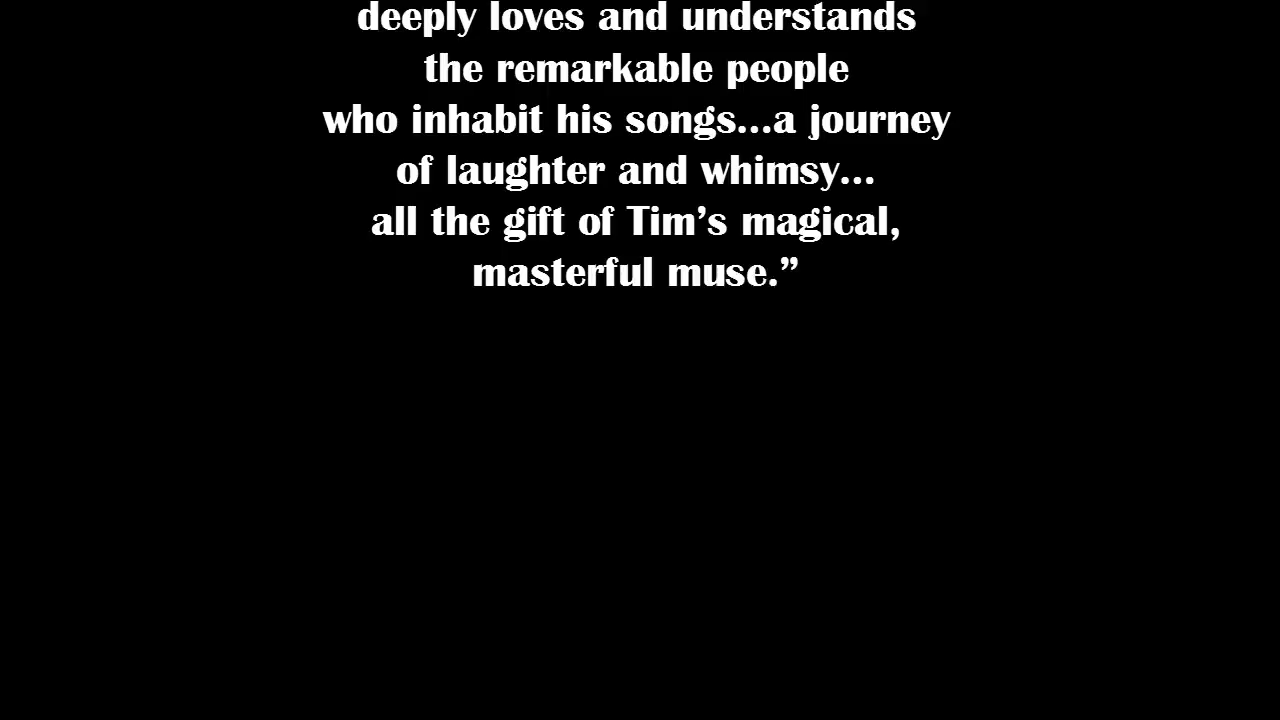 deeply loves and understands
the remarkable people
who inhabit his songs...a journey
of laughter and whimsy...
all the gift of Tim’s magical,
masterful muse.”